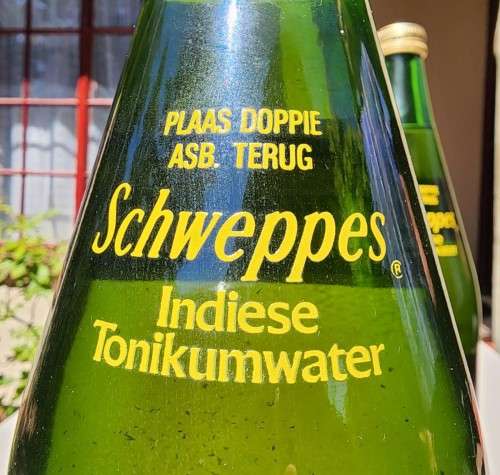 PLAAS DOPPIE
ASB. TERUG
Schweppes®
Indiese
Tonikumwater